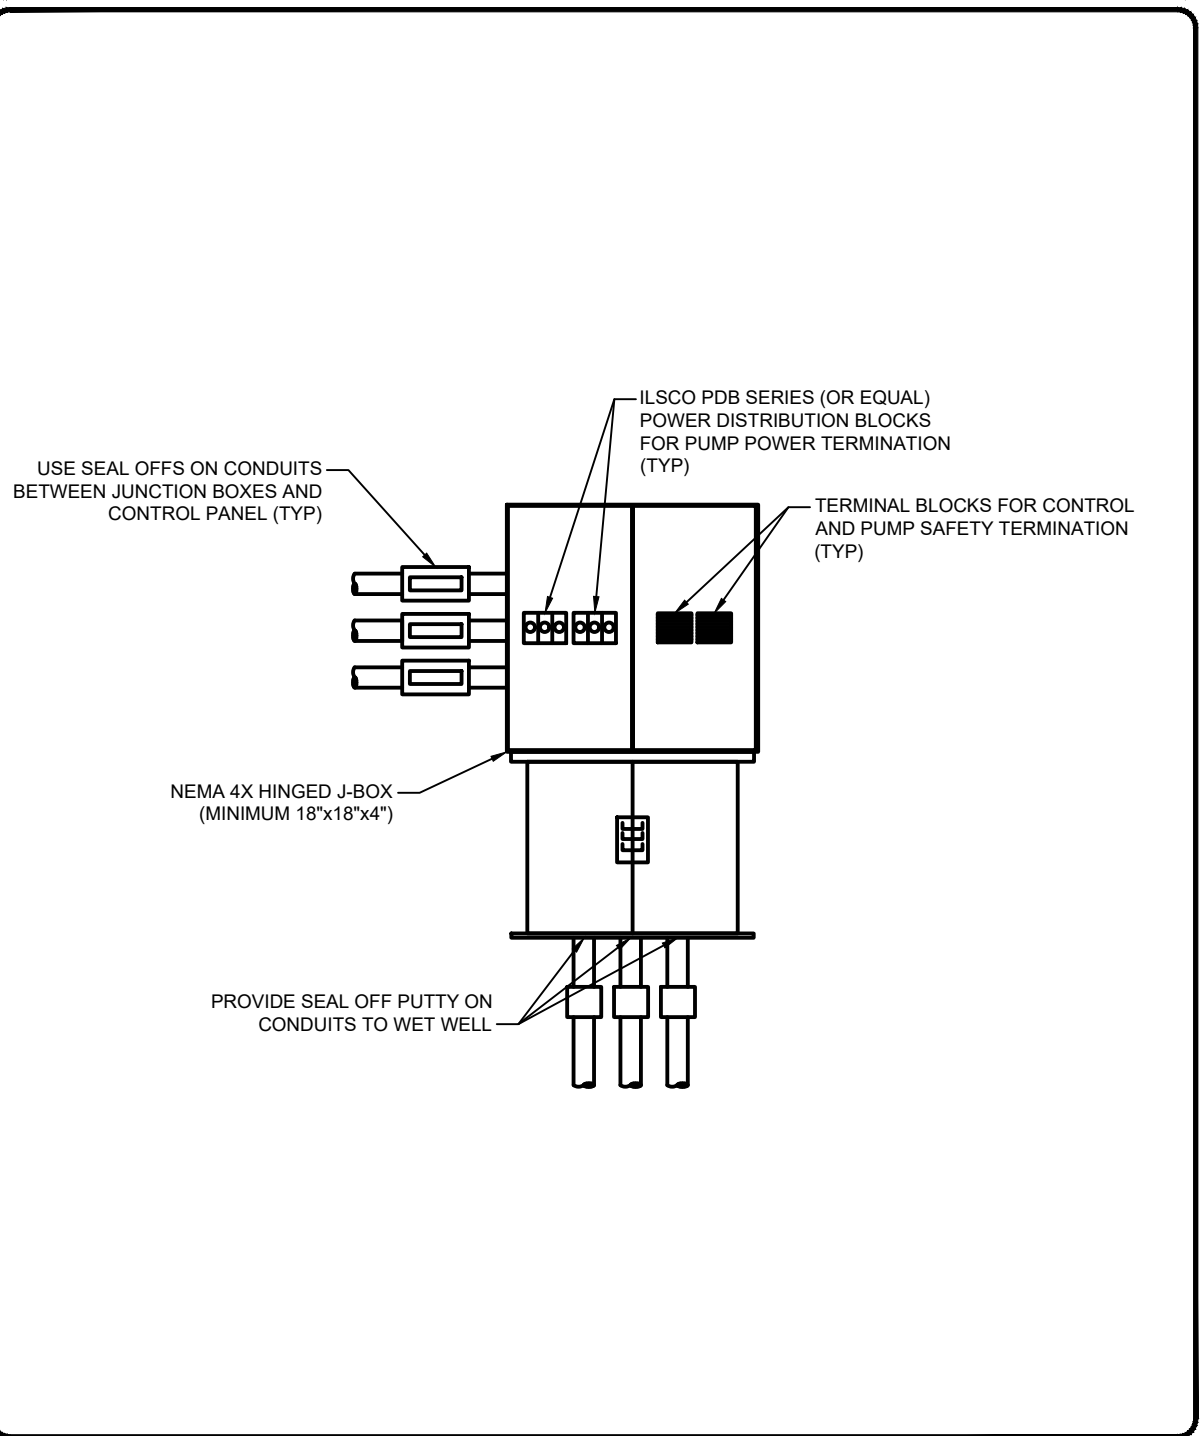 ILSCO PDB SERIES (OR EQUAL)
POWER DISTRIBUTION BLOCKS
FOR PUMP POWER TERMINATION
(TYP)
USE SEAL OFFS ON CONDUITS
BETWEEN JUNCTION BOXES AND
CONTROL PANEL (TYP)
TERMINAL BLOCKS FOR CONTROL
AND PUMP SAFETY TERMINATION
(TYP)
NEMA 4X HINGED J-BOX
(MINIMUM 18"x18"x4")
PROVIDE SEAL OFF PUTTY ON
CONDUITS TO WET WELL